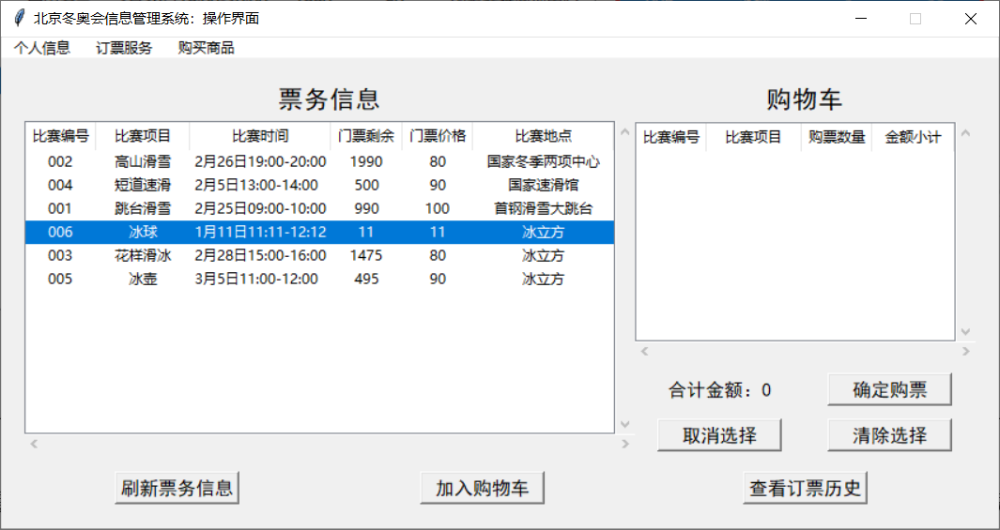 北京冬奥会信息管理系统：操作界面
个人信息 订票服务 购买商品
票务信息
比赛编号 比赛项目 比赛时间 门票剩余 门票价格 比赛地点
002 高山滑雪 2月26日19:00-20:00 1990 80 国家冬季两项中心
004 短道速滑 2月5日13:00-14:00 500 90 国家速滑馆
001 跳台滑雪 2月25日09:00-10:00 990 100 首钢滑雪大跳台
006 冰球 1月11日11:11-12:12 11 11 冰立方
003 花样滑冰 2月28日15:00-16:00 1475 80 冰立方
005 冰壶 3月5日11:00-12:00 495 90 冰立方
购物车
比赛编号 比赛项目 购票数量 金额小计
合计金额：0 确定购票
取消选择 清除选择
刷新票务信息 加入购物车 查看订票历史